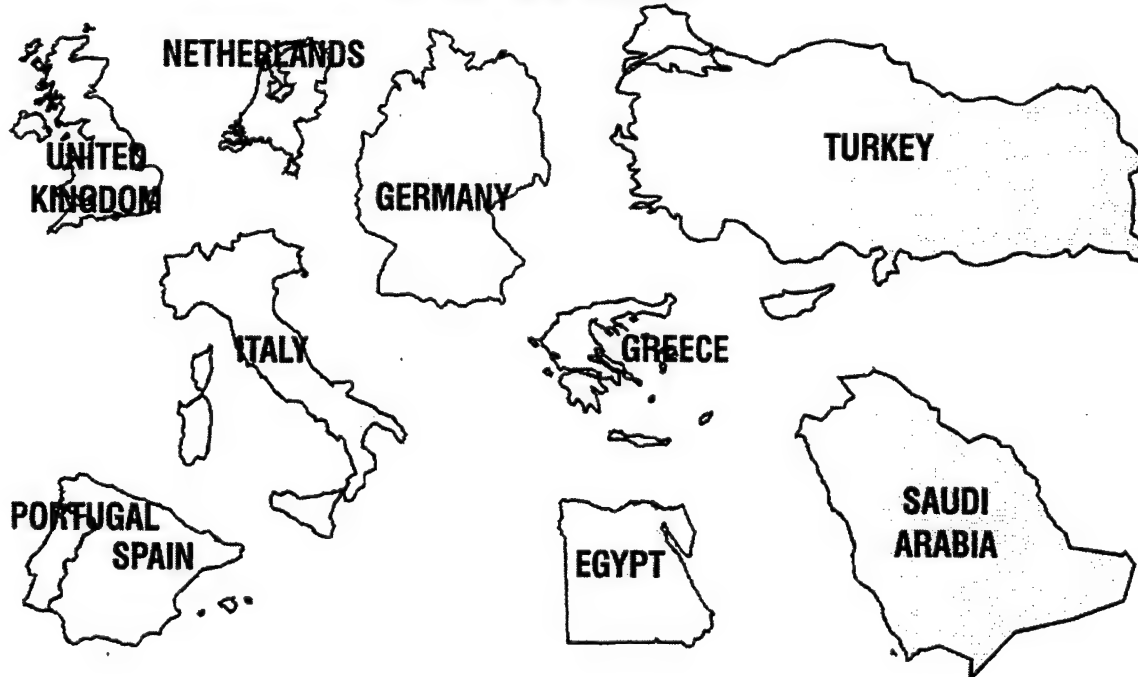 NETHERLANDS
UNITED
KINGDOM
GERMANY
TURKEY
ITALY
GREECE
PORTUGAL
SPAIN
EGYPT
SAUDI
ARABIA